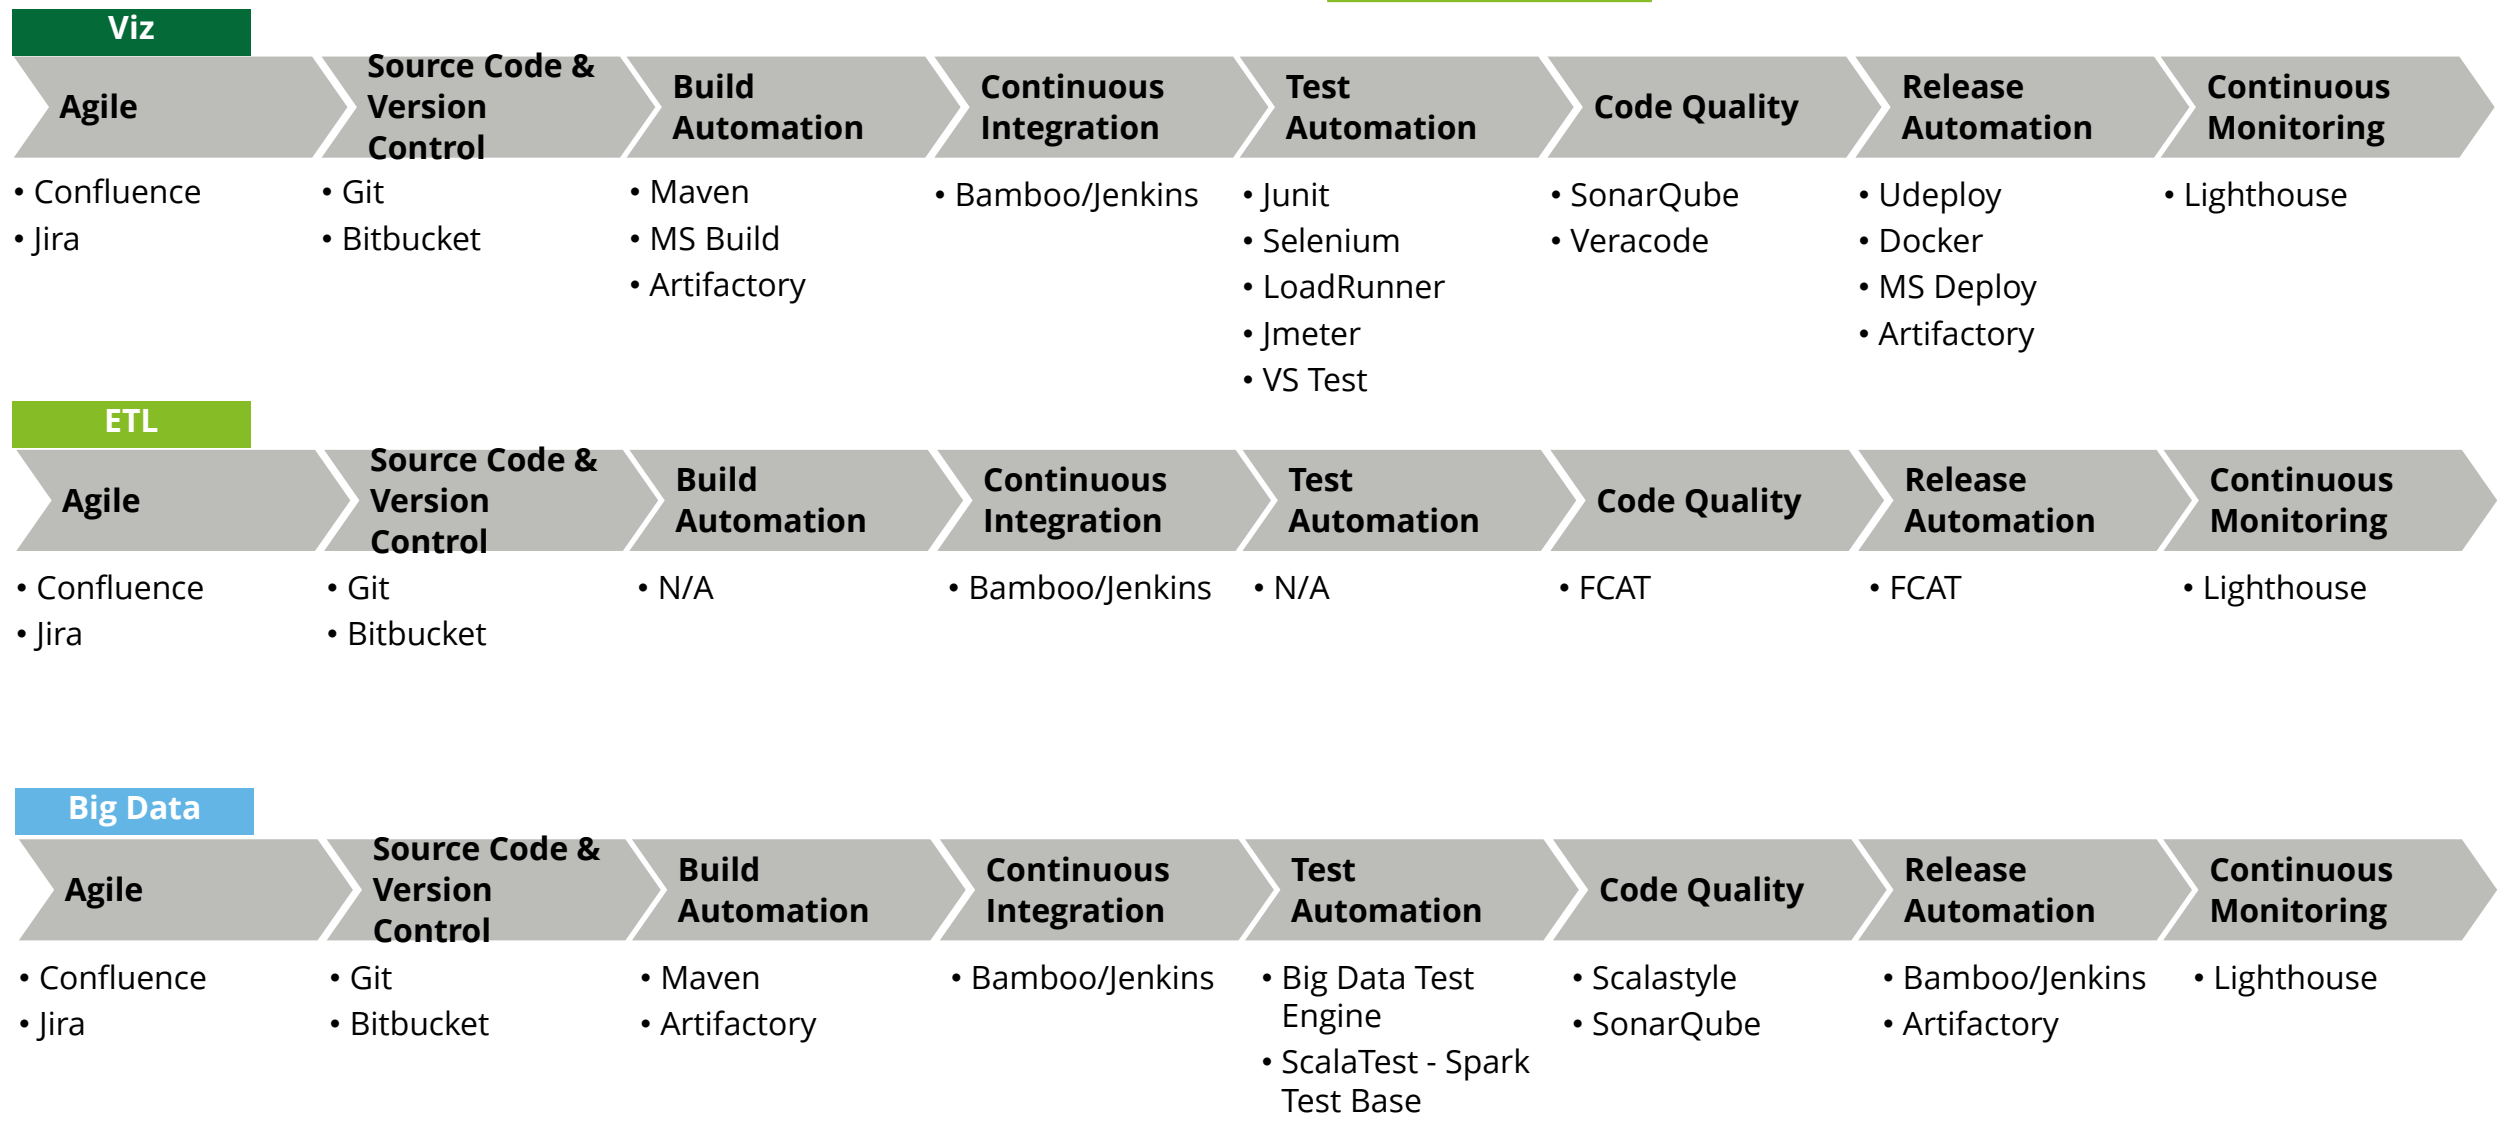 Viz
Agile
Source Code &
Version
Control
Build
Automation
Continuous
Integration
Test
Automation
Code Quality
Release
Automation
Continuous
Monitoring
• Confluence
• Jira
• Git
• Bitbucket
• Maven
• MS Build
• Artifactory
• Bamboo/Jenkins
• Junit
• Selenium
• LoadRunner
• Jmeter
• VS Test
• SonarQube
• Veracode
• Udeploy
• Docker
• MS Deploy
• Artifactory
• Lighthouse
ETL
Agile
Source Code &
Version
Control
Build
Automation
Continuous
Integration
Test
Automation
Code Quality
Release
Automation
Continuous
Monitoring
• Confluence
• Jira
• Git
• Bitbucket
• N/A
• Bamboo/Jenkins
• N/A
• FCAT
• FCAT
• Lighthouse
Big Data
Agile
Source Code &
Version
Control
Build
Automation
Continuous
Integration
Test
Automation
Code Quality
Release
Automation
Continuous
Monitoring
• Confluence
• Jira
• Git
• Bitbucket
• Maven
• Artifactory
• Bamboo/Jenkins
• Big Data Test
Engine
• ScalaTest - Spark
Test Base
• Scalastyle
• SonarQube
• Bamboo/Jenkins
• Artifactory
• Lighthouse